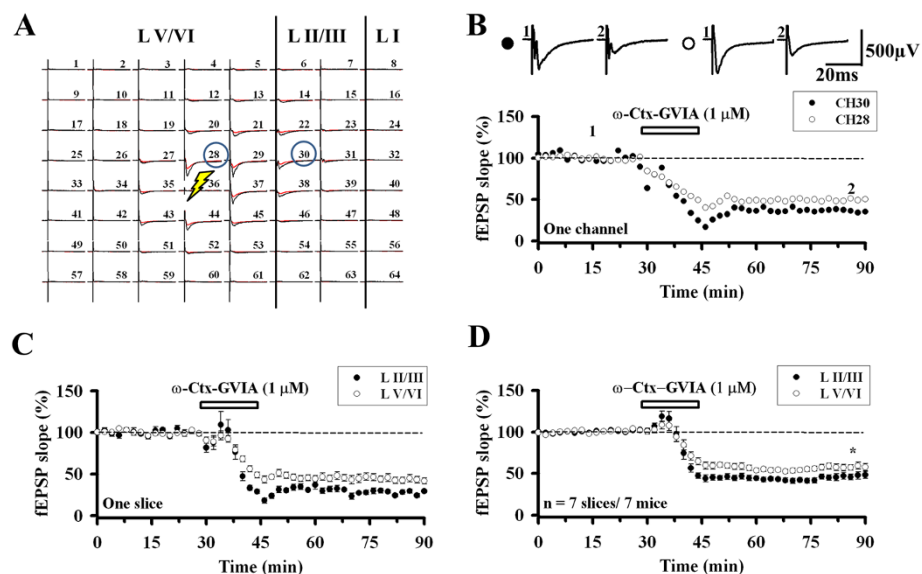 A
L V/VI L II/III L I
1 2 3 4 5 6 7 8
9 10 11 12 13 14 15 16
17 18 19 20 21 22 23 24
25 26 27 28 29 30 31 32
33 34 35 36 37 38 39 40
41 42 43 44 45 46 47 48
49 50 51 52 53 54 55 56
57 58 59 60 61 62 63 64
B
1 2 1 2
500μV
20ms
ω-Ctx-GVIA (1 μM)
CH30
CH28
fEPSP slope (%)
150
100
50
0
1
2
One channel
0 15 30 45 60 75 90
Time (min)
C
ω-Ctx-GVIA (1 μM)
L II/III
L V/VI
fEPSP slope (%)
150
100
50
0
One slice
0 15 30 45 60 75 90
Time (min)
D
ω−Ctx−GVIA (1 μM)
L II/III
L V/VI
fEPSP slope (%)
150
100
50
0
*
n = 7 slices/ 7 mice
0 15 30 45 60 75 90
Time (min)